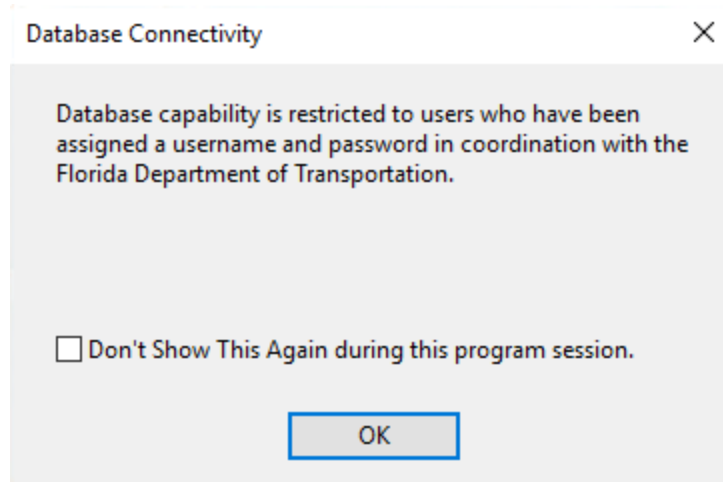 Database Connectivity
Database capability is restricted to users who have been
assigned a username and password in coordination with the
Florida Department of Transportation.
Don't Show This Again during this program session.
OK